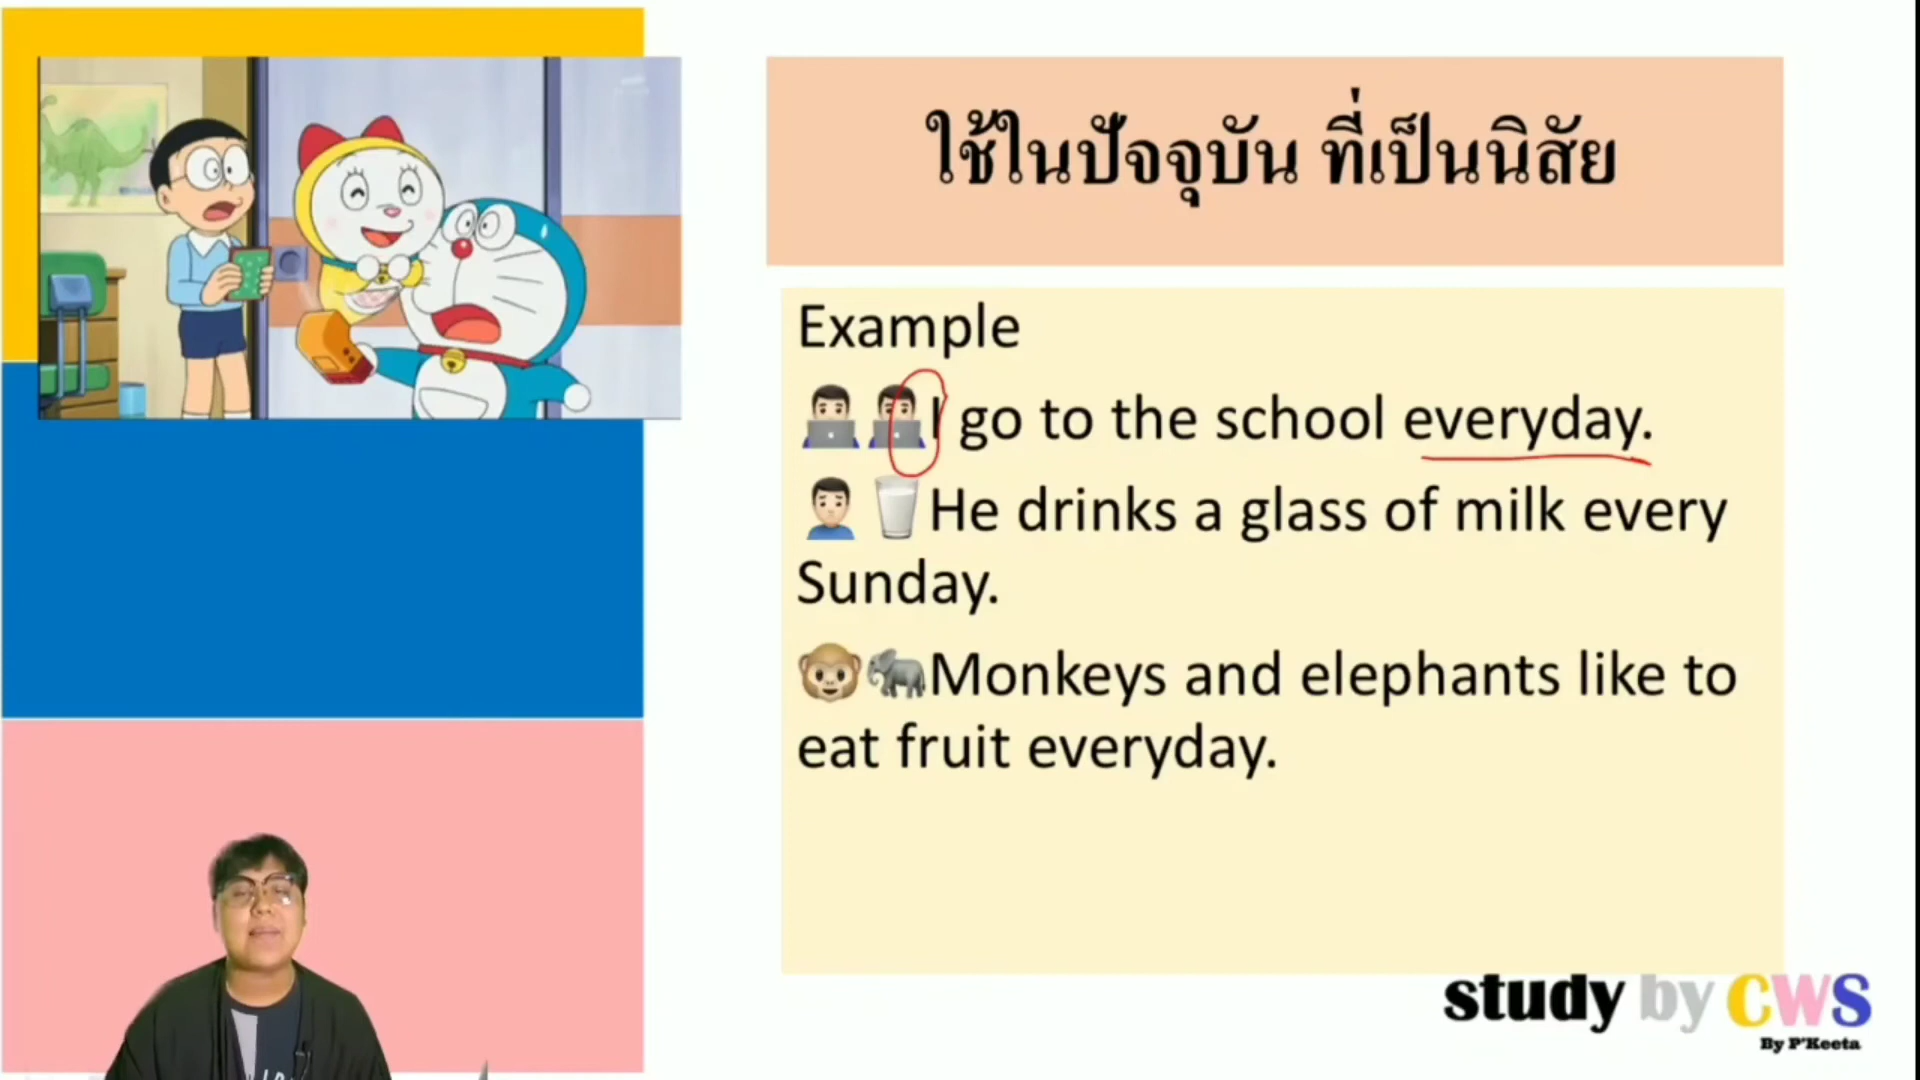 ใช้ในปัจจุบัน ที่เป็นนิสัย
Example
I go to the school everyday.
He drinks a glass of milk every
Sunday.
Monkeys and elephants like to
eat fruit everyday.
study by CWS
By P'Keeta